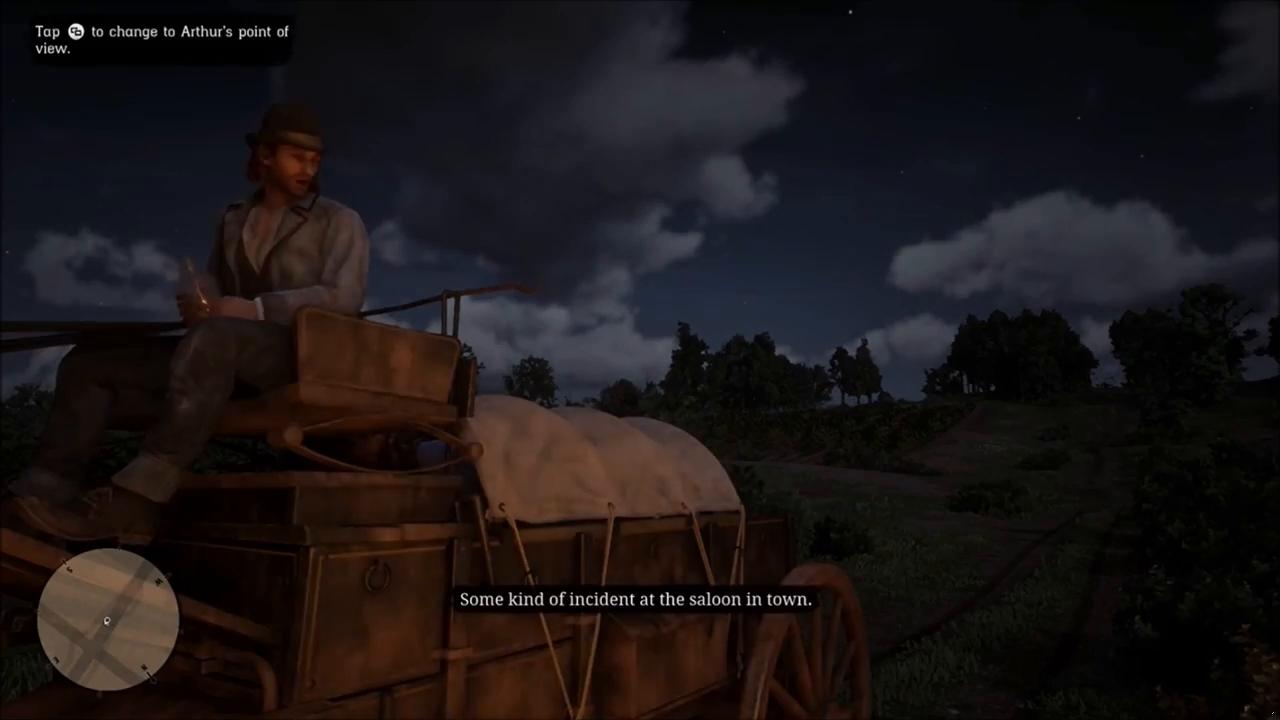 Tap to change to Arthur's point of
view.
Some kind of incident at the saloon in town.